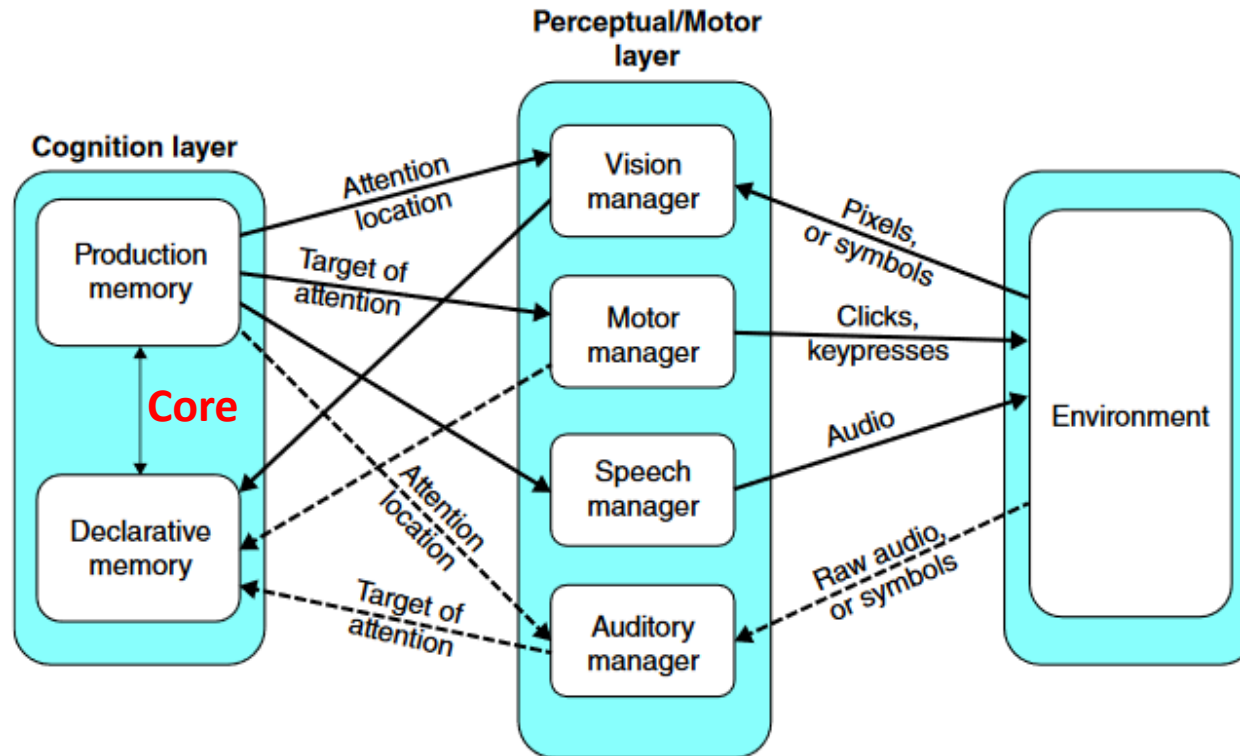 Perceptual/Motor
layer
Cognition layer
Production
memory
Core
Declarative
memory
Attention
location
Target of
attention
Attention
location
Target of
attention
Vision
manager
Motor
manager
Speech
manager
Auditory
manager
Pixels,
or symbols
Clicks,
keypresses
Audio
Raw audio,
or symbols
Environment